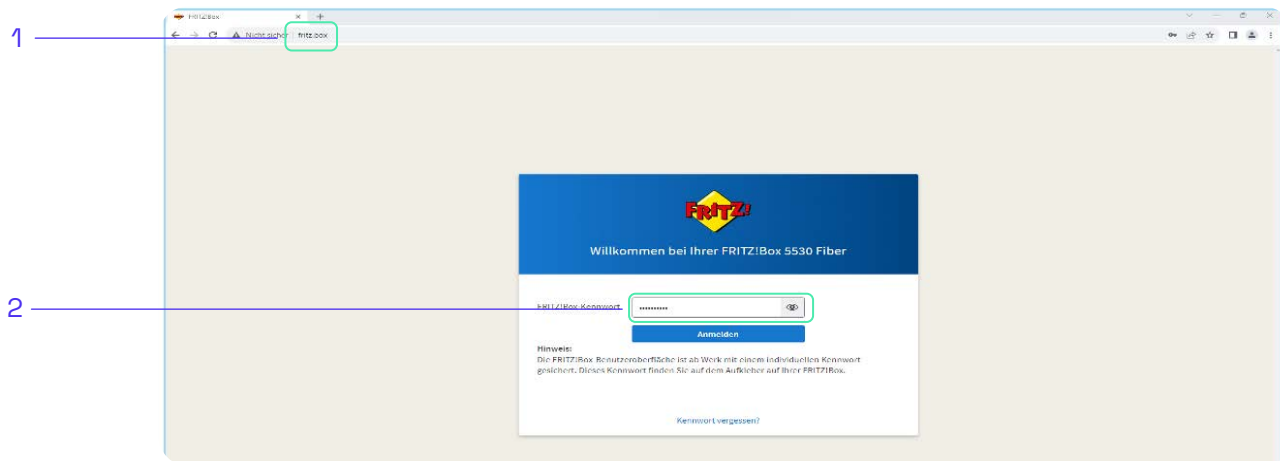 FRITZ!Box
1
Nicht sicher fritz.box
FRITZ!
Willkommen bei Ihrer FRITZ!Box 5530 Fiber
2
FRITZ!Box-Kennwort
Anmelden
Hinweis:
Die FRITZ!Box-Benutzeroberfläche ist ab Werk mit einem individuellen Kennwort
gesichert. Dieses Kennwort finden Sie auf dem Aufkleber auf Ihrer FRITZ!Box.
Kennwort vergessen?